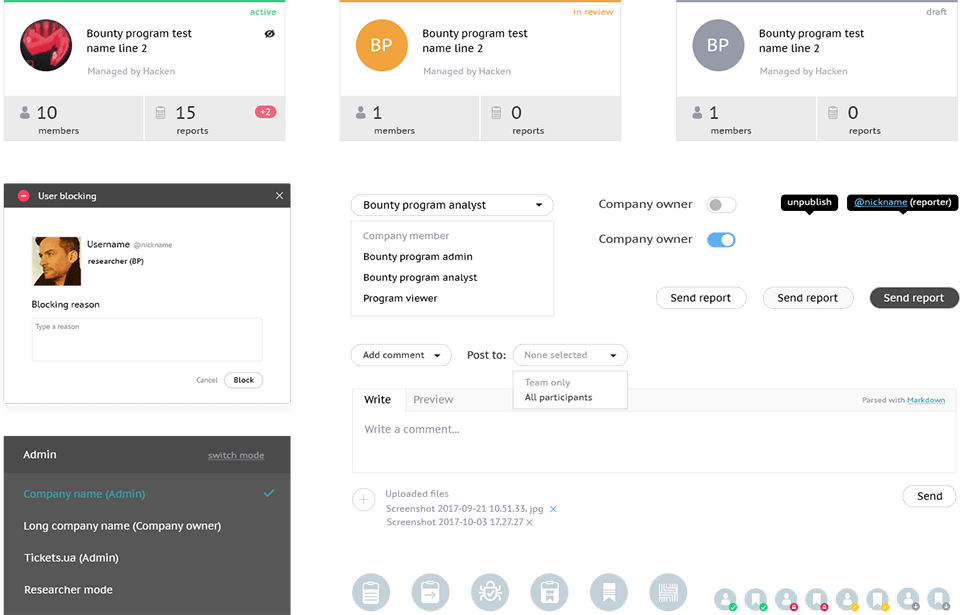 active
Bounty program test
name line 2
Managed by Hacken
10
members
15
reports
+2
in review
BP
Bounty program test
name line 2
Managed by Hacken
1
members
0
reports
draft
BP
Bounty program test
name line 2
Managed by Hacken
1
members
0
reports
User blocking
Username @nickname
researcher (BP)
Blocking reason
Type a reason
Cancel
Block
Bounty program analyst
Company member
Bounty program admin
Bounty program analyst
Program viewer
Company owner
Company owner
unpublish
@nickname (reporter)
Send report
Send report
Send report
Add comment
Post to:
None selected
Team only
All participants
Write
Preview
Parsed with Markdown
Write a comment...
Uploaded files
Screenshot 2017-09-21 10.51.33. jpg
Screenshot 2017-10-03 17.27.27
Send
Admin
switch mode
Company name (Admin)
Long company name (Company owner)
Tickets.ua (Admin)
Researcher mode